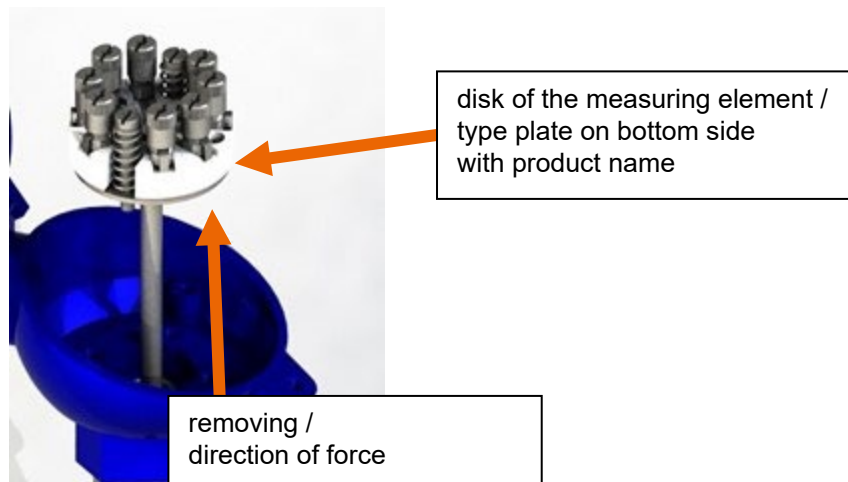 disk of the measuring element /
type plate on bottom side
with product name
removing /
direction of force